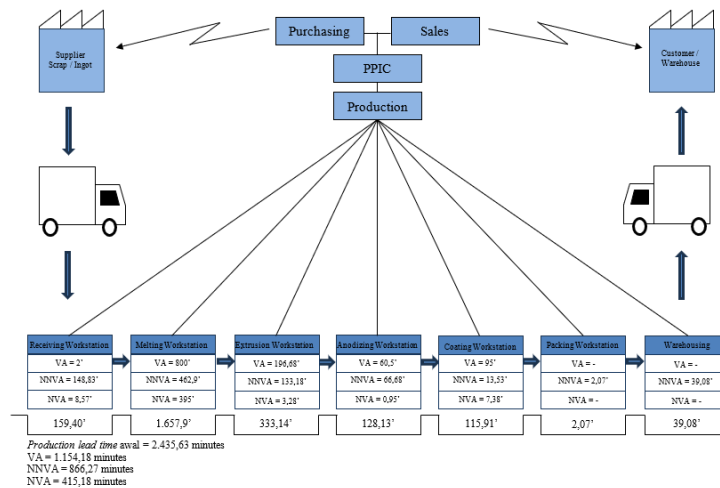 Purchasing
Sales
Supplier
Scrap / Ingot
Customer /
Warehouse
PPIC
Production
Receiving Workstation
VA = 2’
NNVA = 148,83’
NVA = 8,57’
159,40’
Melting Workstation
VA = 800’
NNVA = 462,9’
NVA = 395’
1.657,9’
Extrusion Workstation
VA = 196,68’
NNVA = 133,18’
NVA = 3,28’
333,14’
Anodizing Workstation
VA = 60,5’
NNVA = 66,68’
NVA = 0,95’
128,13’
Coating Workstation
VA = 95’
NNVA = 13,53’
NVA = 7,38’
115,91’
Packing Workstation
VA = -
NNVA = 2,07’
NVA = -
2,07’
Warehousing
VA = -
NNVA = 39,08’
NVA = -
39,08’
Production lead time awal = 2.435,63 minutes
VA = 1.154,18 minutes
NNVA = 866,27 minutes
NVA = 415,18 minutes